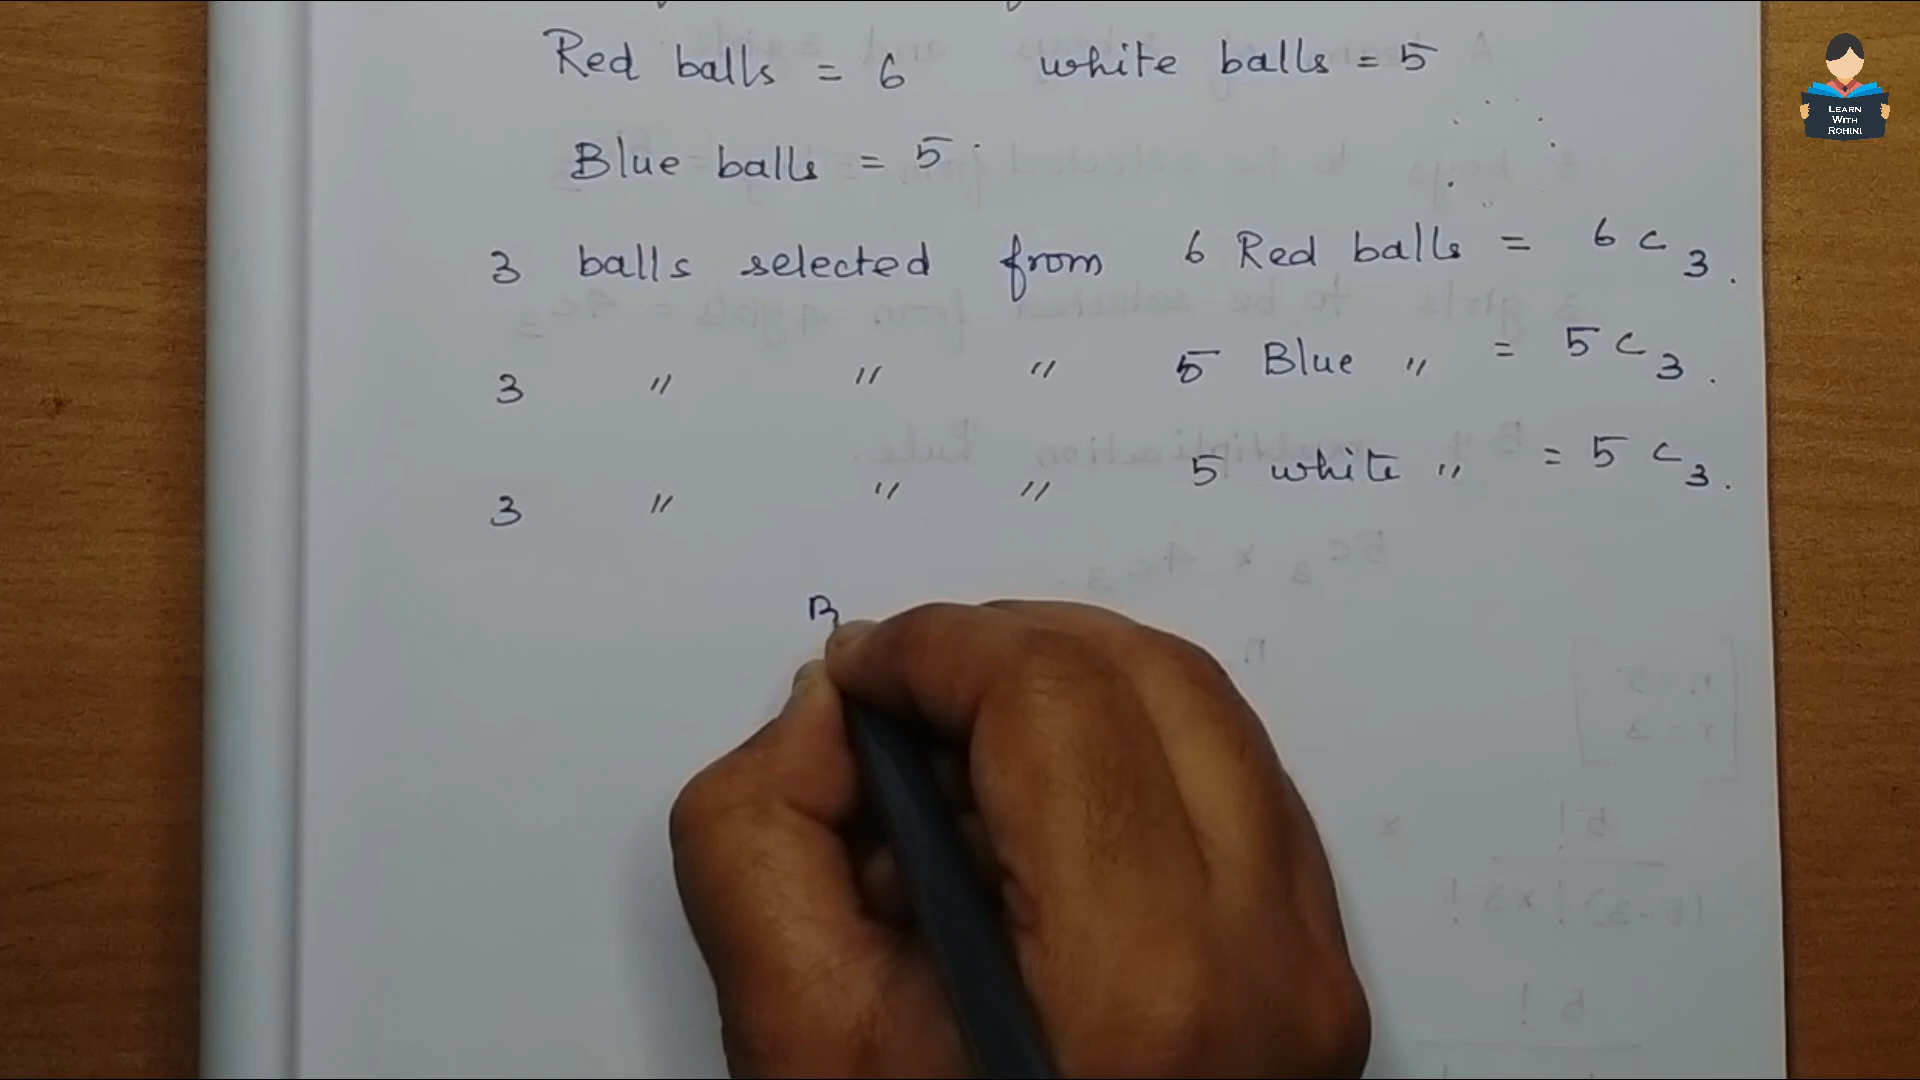 Red balls = 6 white balls = 5
Blue balls = 5
3 balls selected from 6 Red balls = 6C3.
3 " " " 5 Blue " = 5C3.
3 " " " 5 white " = 5C3.
B
LEARN
WITH
ROHINI